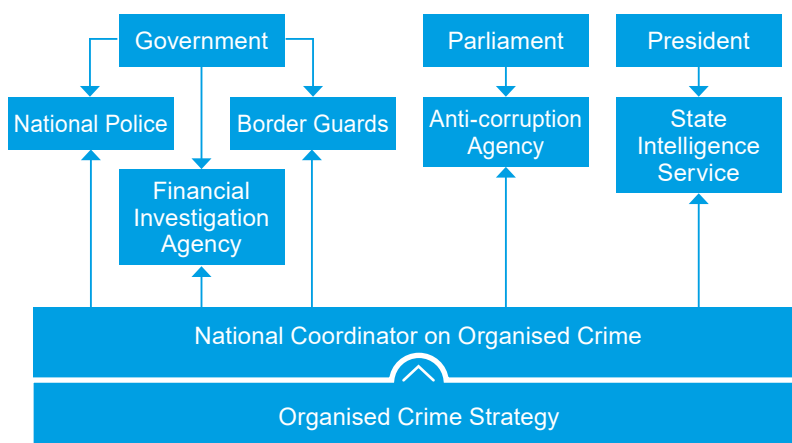 Government
Parliament
President
National Police
Border Guards
Anti-corruption
Agency
State
Intelligence
Service
Financial
Investigation
Agency
National Coordinator on Organised Crime
Organised Crime Strategy